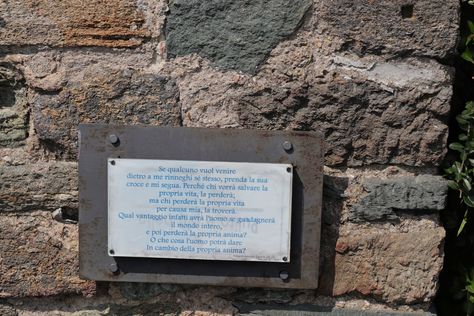 Se qualcuno vuol venire
dietro a me rinneghi sé stesso, prenda la sua
croce e mi segua. Perché chi vorrà salvare la
propria vita, la perderà;
ma chi perderà la propria vita
per causa mia, la troverà.
Qual vantaggio infatti avrà l'uomo se guadagnerà
il mondo intero,
e poi perderà la propria anima?
O che cosa l'uomo potrà dare
In cambio della propria anima?